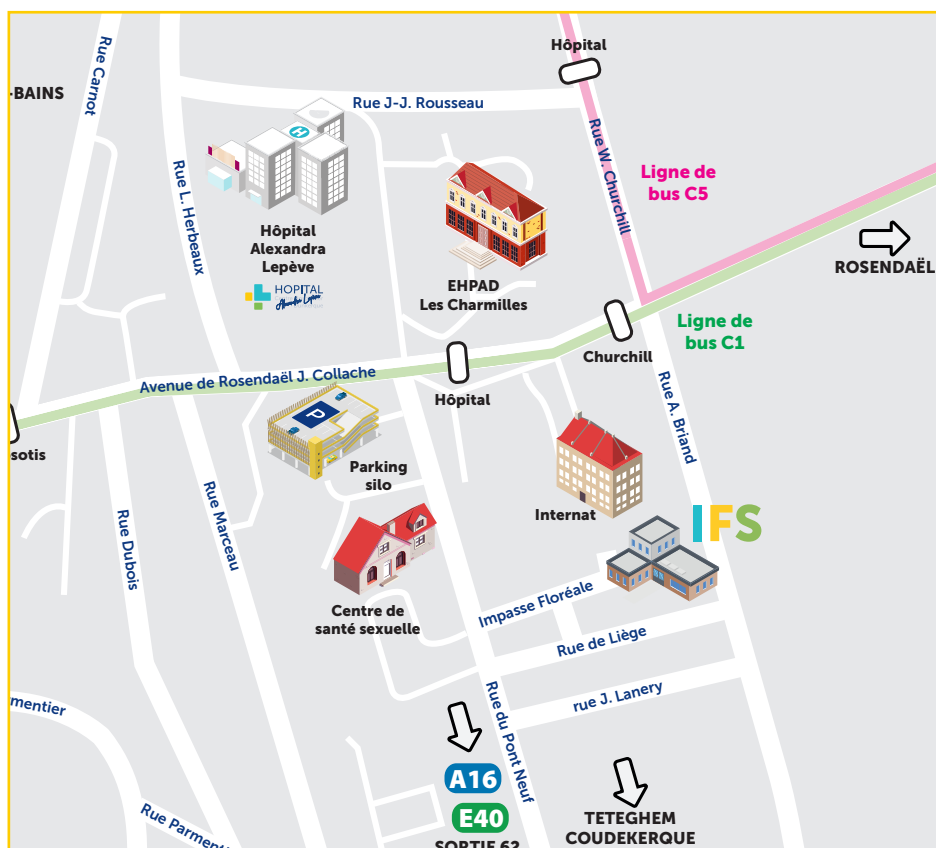 Hôpital
Rue Carnot
-BAINS
Rue J-J. Rousseau
Rue W. Churchill
H
Rue L. Herbeaux
Ligne de
bus C5
Hôpital
Alexandra
Lepève
HOPITAL
EHPAD
Les Charmilles
ROSENDAËL
Ligne de
bus C1
Churchill
Avenue de Rosendaël J. Collache
Hôpital
Rue A. Briand
P
sotis
Parking
silo
Internat
IFS
Rue Marceau
Rue Dubois
Centre de
santé sexuelle
Impasse Floréale
Rue de Liège
rue J. Lanery
Rue du Pont Neuf
mentier
A16
E40
SORTIE 62
TETEGHEM
COUDEKERQUE
Rue Parmenti